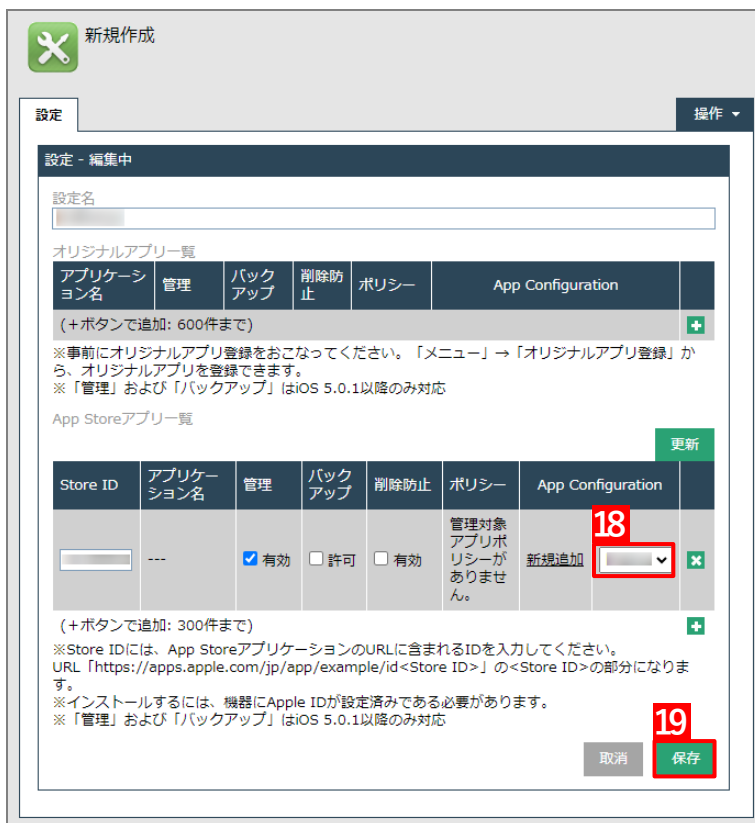 新規作成
設定
操作
設定 - 編集中
設定名
オリジナルアプリ一覧
アプリケーション名 管理 バックアップ 削除防止 ポリシー App Configuration
(+ボタンで追加: 600件まで)
※事前にオリジナルアプリ登録をおこなってください。「メニュー」→「オリジナルアプリ登録」か
ら、オリジナルアプリを登録できます。
※「管理」および「バックアップ」はiOS 5.0.1以降のみ対応
App Storeアプリ一覧
更新
Store ID アプリケーション名 管理 バックアップ 削除防止 ポリシー App Configuration
18
--- 有効 許可 有効 管理対象アプリポリシーがありません。 新規追加
(+ボタンで追加: 300件まで)
※Store IDには、App StoreアプリケーションのURLに含まれるIDを入力してください。
URL「https://apps.apple.com/jp/app/example/id<Store ID>」の<Store ID>の部分になりま
す。
※インストールするには、機器にApple IDが設定済みである必要があります。
※「管理」および「バックアップ」はiOS 5.0.1以降のみ対応
19
取消 保存